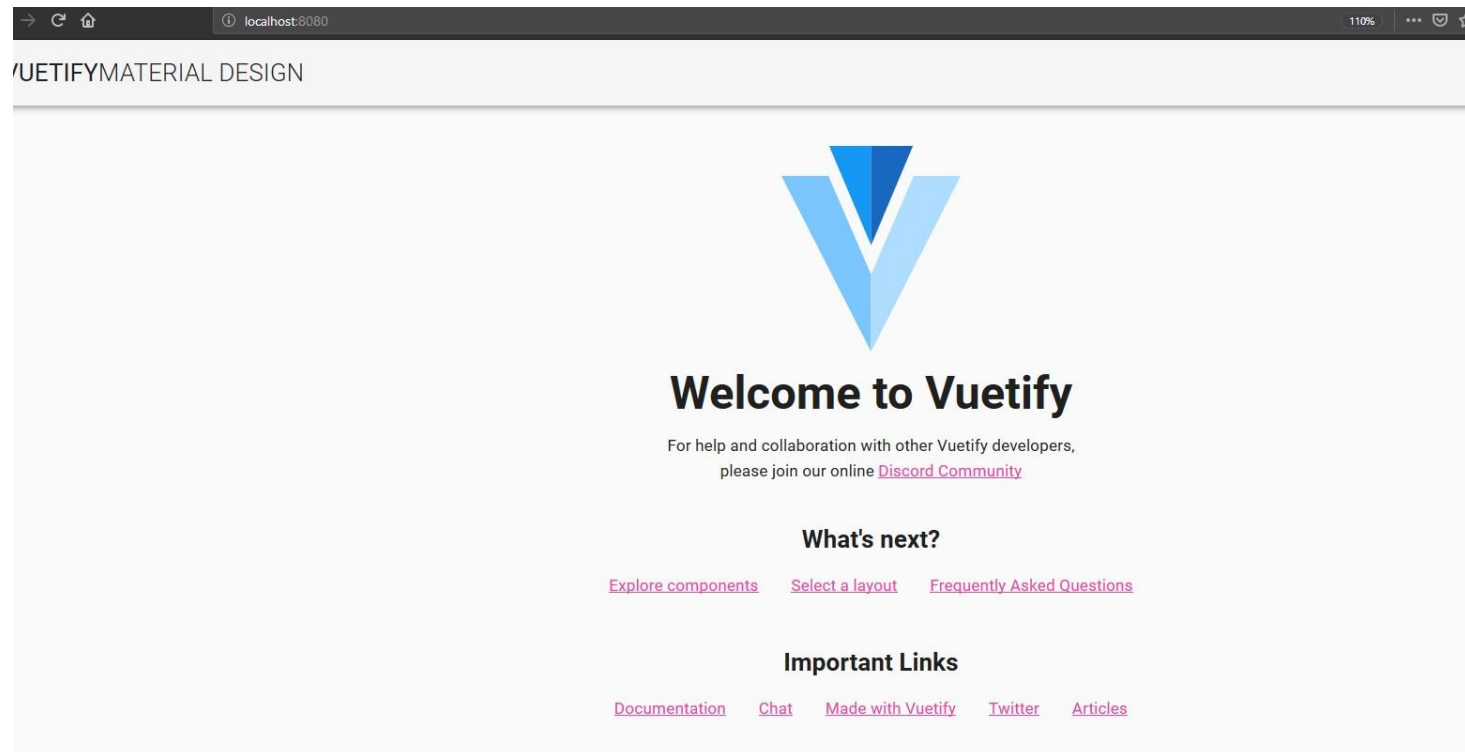 localhost:8080
110%
VUETIFYMATERIAL DESIGN
Welcome to Vuetify
For help and collaboration with other Vuetify developers,
please join our online Discord Community
What's next?
Explore components Select a layout Frequently Asked Questions
Important Links
Documentation Chat Made with Vuetify Twitter Articles